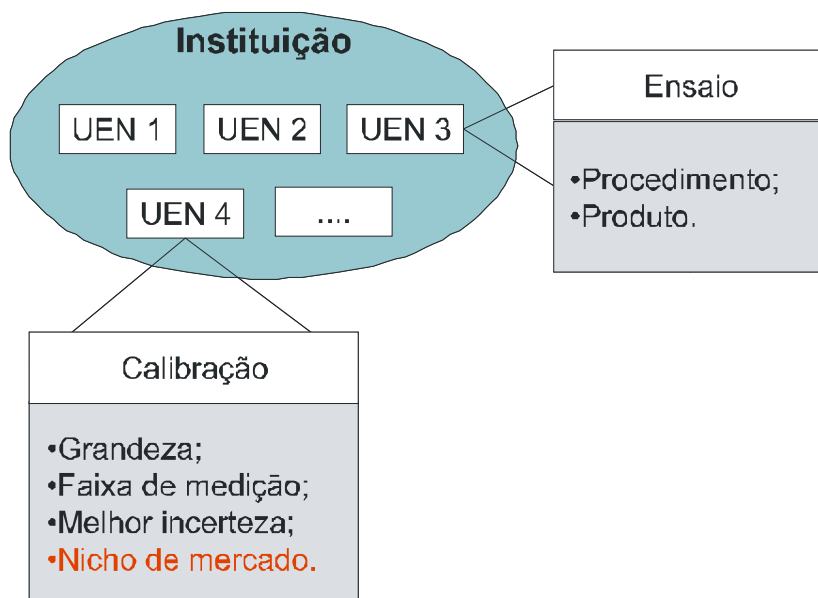 Instituição
UEN 1
UEN 2
UEN 3
UEN 4
....
Ensaio
•Procedimento;
•Produto.
Calibração
•Grandeza;
•Faixa de medição;
•Melhor incerteza;
•Nicho de mercado.